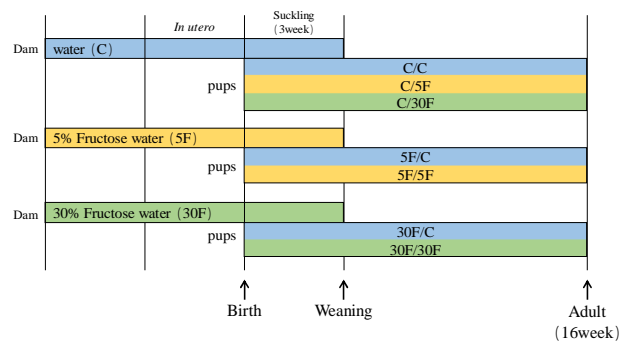 In utero
Suckling
(3week)
Dam
water (C)
pups
C/C
C/5F
C/30F
Dam
5% Fructose water (5F)
pups
5F/C
5F/5F
Dam
30% Fructose water (30F)
pups
30F/C
30F/30F
Birth
Weaning
Adult
(16week)